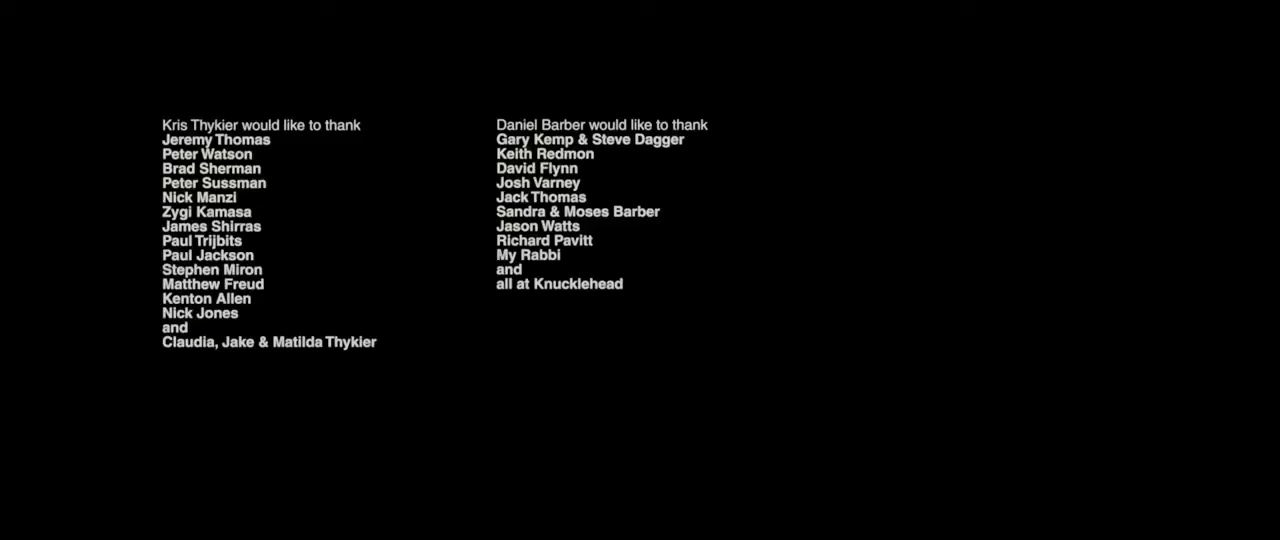 Kris Thykier would like to thank
Jeremy Thomas
Peter Watson
Brad Sherman
Peter Sussman
Nick Manzi
Zygi Kamasa
James Shirras
Paul Trijbits
Paul Jackson
Stephen Miron
Matthew Freud
Kenton Allen
Nick Jones
and
Claudia, Jake & Matilda Thykier
Daniel Barber would like to thank
Gary Kemp & Steve Dagger
Keith Redmon
David Flynn
Josh Varney
Jack Thomas
Sandra & Moses Barber
Jason Watts
Richard Pavitt
My Rabbi
and
all at Knucklehead